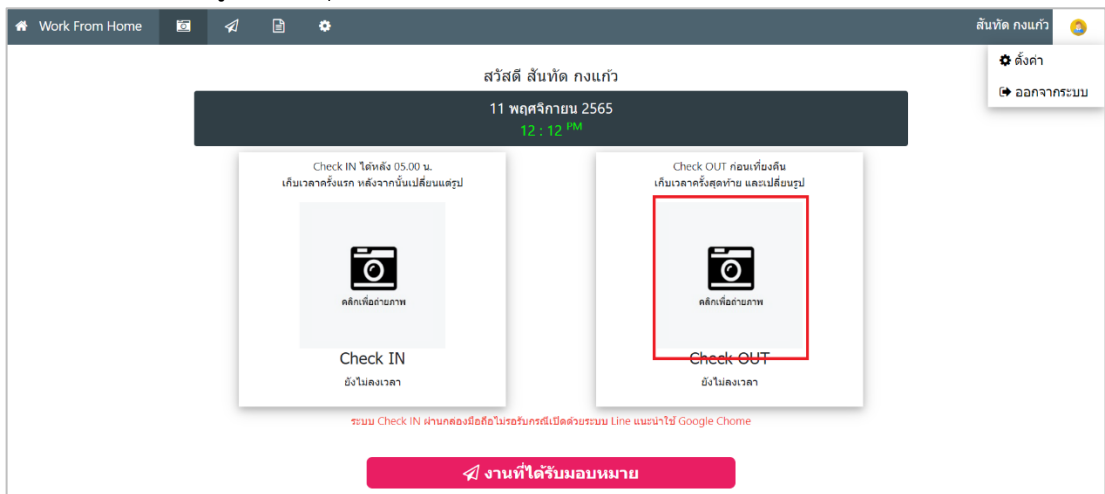 Work From Home
สันทัด กงแก้ว
ตั้งค่า
ออกจากระบบ
สวัสดี สันทัด กงแก้ว
11 พฤศจิกายน 2565
12 : 12 PM
Check IN ได้หลัง 05.00 น.
เก็บเวลาครั้งแรก หลังจากนั้นเปลี่ยนแต่รูป
คลิกเพื่อถ่ายภาพ
Check IN
ยังไม่ลงเวลา
Check OUT ก่อนเที่ยงคืน
เก็บเวลาครั้งสุดท้าย และเปลี่ยนรูป
คลิกเพื่อถ่ายภาพ
Check OUT
ยังไม่ลงเวลา
ระบบ Check IN ผ่านกล่องมือถือไม่รอรับกรณีเปิดด้วยระบบ Line แนะนำใช้ Google Chome
งานที่ได้รับมอบหมาย